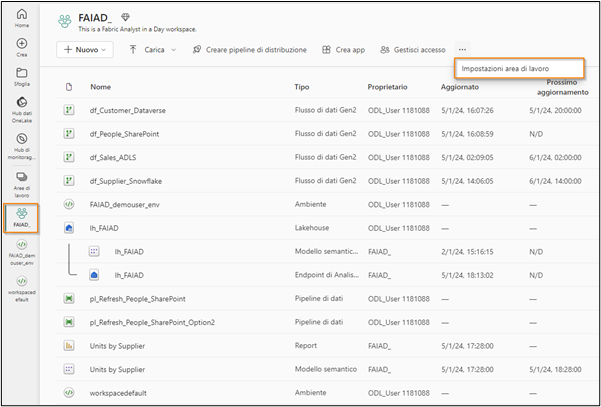 Home
Crea
Sfoglia
Hub dati
OneLake
Hub di
monitorag...
Aree di
lavoro
FAIAD_
FAIAD_dem
ouser_env
workspaced
efault
FAIAD_
This is a Fabric Analyst in a Day workspace.
+ Nuovo Carica Creare pipeline di distribuzione Crea app Gestisci accesso ...
Impostazioni area di lavoro
Nome Tipo Proprietario Aggiornato Prossimo aggiornamento
df_Customer_Dataverse Flusso di dati Gen2 ODL_User 1181088 5/1/24, 16:07:26 5/1/24, 20:00:00
df_People_SharePoint Flusso di dati Gen2 ODL_User 1181088 5/1/24, 16:08:59 N/D
df_Sales_ADLS Flusso di dati Gen2 ODL_User 1181088 5/1/24, 02:09:05 6/1/24, 02:00:00
df_Supplier_Snowflake Flusso di dati Gen2 ODL_User 1181088 5/1/24, 14:06:05 6/1/24, 14:00:00
FAIAD_demouser_env Ambiente ODL_User 1181088 — —
lh_FAIAD Lakehouse ODL_User 1181088 — —
lh_FAIAD Modello semantico... FAIAD_ 2/1/24, 15:16:15 N/D
lh_FAIAD Endpoint di Analis... FAIAD_ 5/1/24, 18:13:02 N/D
pl_Refresh_People_SharePoint Pipeline di dati ODL_User 1181088 — —
pl_Refresh_People_SharePoint_Option2 Pipeline di dati ODL_User 1181088 — —
Units by Supplier Report FAIAD_ 5/1/24, 17:28:00 —
Units by Supplier Modello semantico FAIAD_ 5/1/24, 17:28:00 5/1/24, 18:28:00
workspacedefault Ambiente ODL_User 1181088 — —